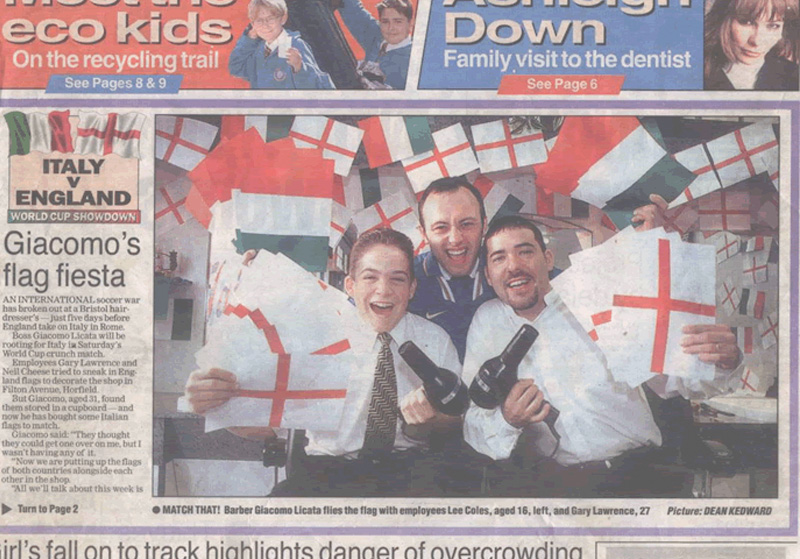 eco kids
On the recycling trail
See Pages 8 & 9
Down
Family visit to the dentist
See Page 6
ITALY
V
ENGLAND
WORLD CUP SHOWDOWN
Giacomo's
flag fiesta
AN INTERNATIONAL soccer war
has broken out at a Bristol hair-
dresser's — just five days before
England take on Italy in Rome.
Boss Giacomo Licata will be
rooting for Italy in Saturday's
World Cup crunch match.
Employees Gary Lawrence and
Neil Cheese tried to sneak in Eng-
land flags to decorate the shop in
Filton Avenue, Horfield.
But Giacomo, aged 31, found
them stored in a cupboard — and
now he has bought some Italian
flags to match.
Giacomo said: "They thought
they could get one over on me, but I
wasn't having any of it.
"Now we are putting up the flags
of both countries alongside each
other in the shop.
"All we'll talk about this week is
Turn to Page 2
MATCH THAT! Barber Giacomo Licata flies the flag with employees Lee Coles, aged 16, left, and Gary Lawrence, 27 Picture: DEAN KEDWARD
girl's fall on to track highlights danger of overcrowding